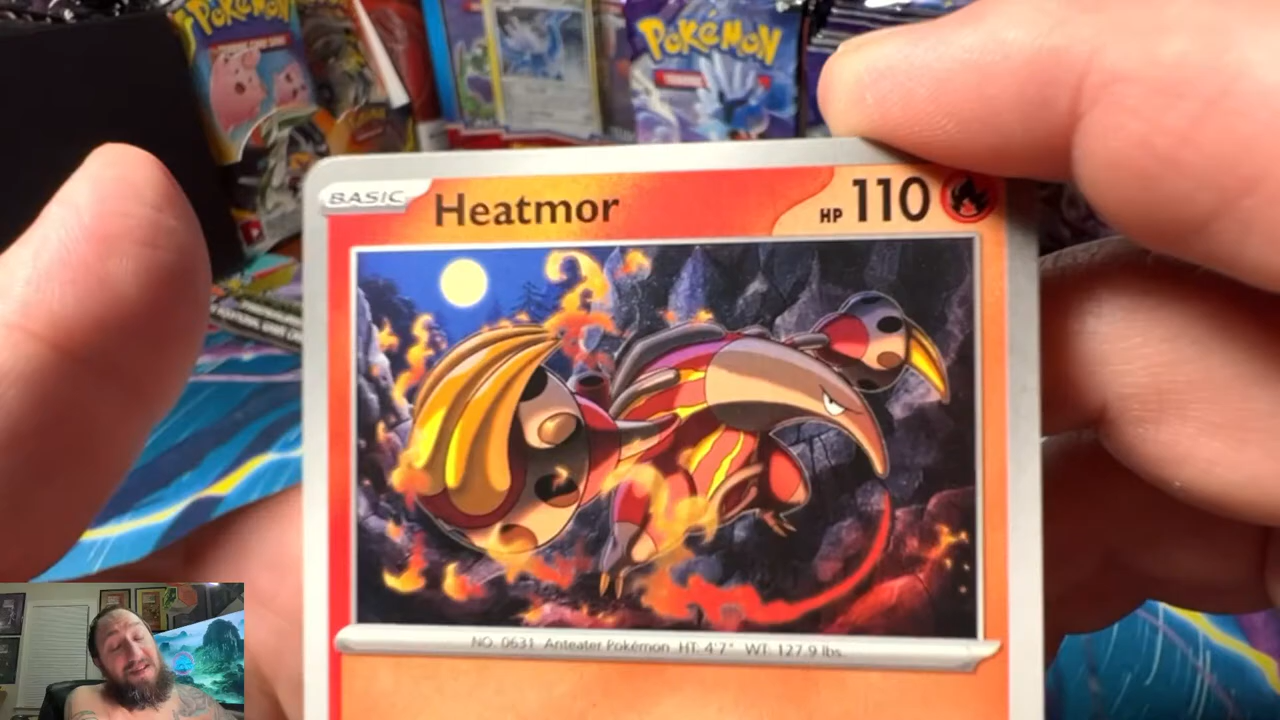 POKéMON
POKéMON
BASIC
Heatmor
HP 110
NO. 0631 Anteater Pokémon HT: 4'7" WT: 127.9 lbs.